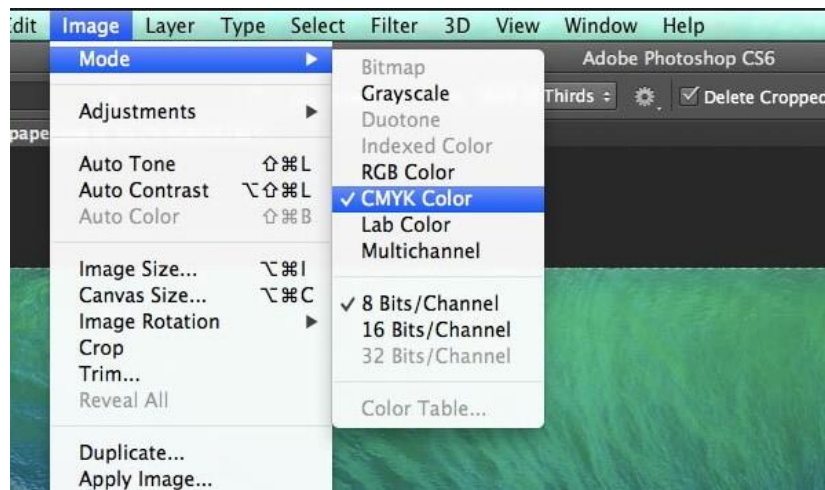 dit Image Layer Type Select Filter 3D View Window Help
Adobe Photoshop CS6
Thirds Delete Cropped
pape
Mode
Adjustments
Auto Tone ⇧⌘L
Auto Contrast ⌥⇧⌘L
Auto Color ⇧⌘B
Image Size... ⌥⌘I
Canvas Size... ⌥⌘C
Image Rotation
Crop
Trim...
Reveal All
Duplicate...
Apply Image...
Bitmap
Grayscale
Duotone
Indexed Color
RGB Color
✓ CMYK Color
Lab Color
Multichannel
✓ 8 Bits/Channel
16 Bits/Channel
32 Bits/Channel
Color Table...